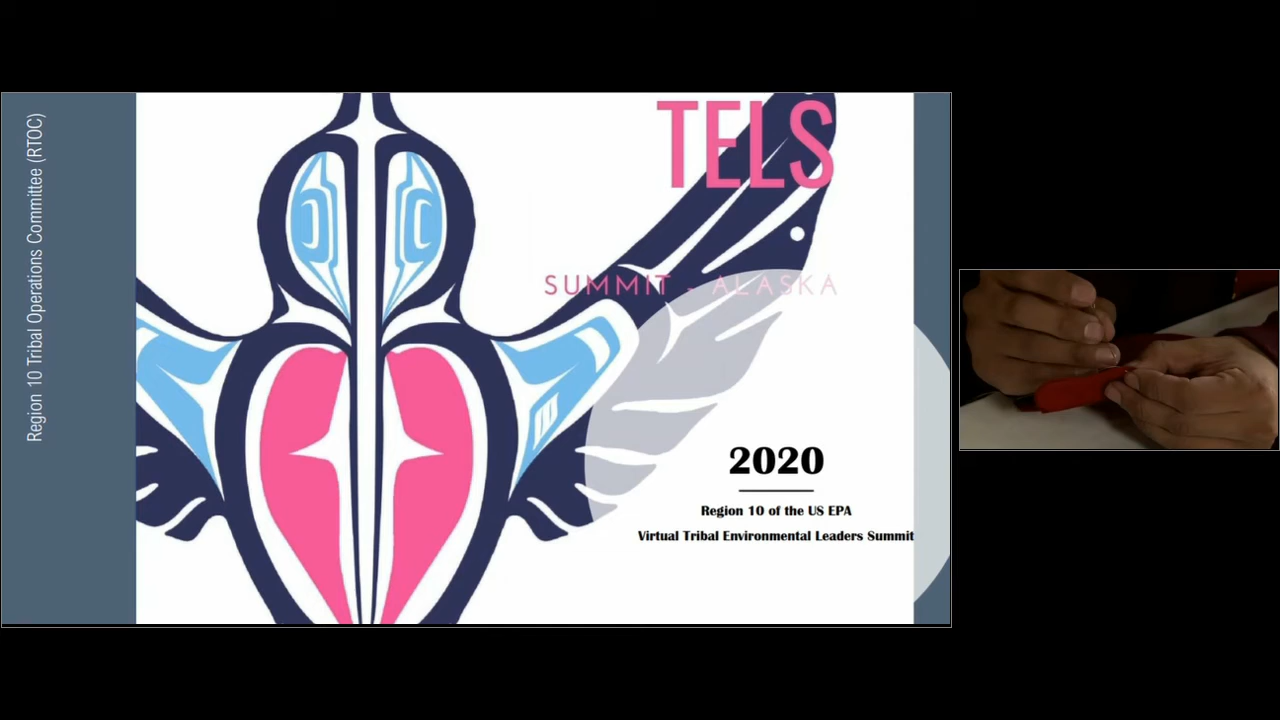 Region 10 Tribal Operations Committee (RTOC)
TELS
SUMMIT - ALASKA
2020
Region 10 of the US EPA
Virtual Tribal Environmental Leaders Summit